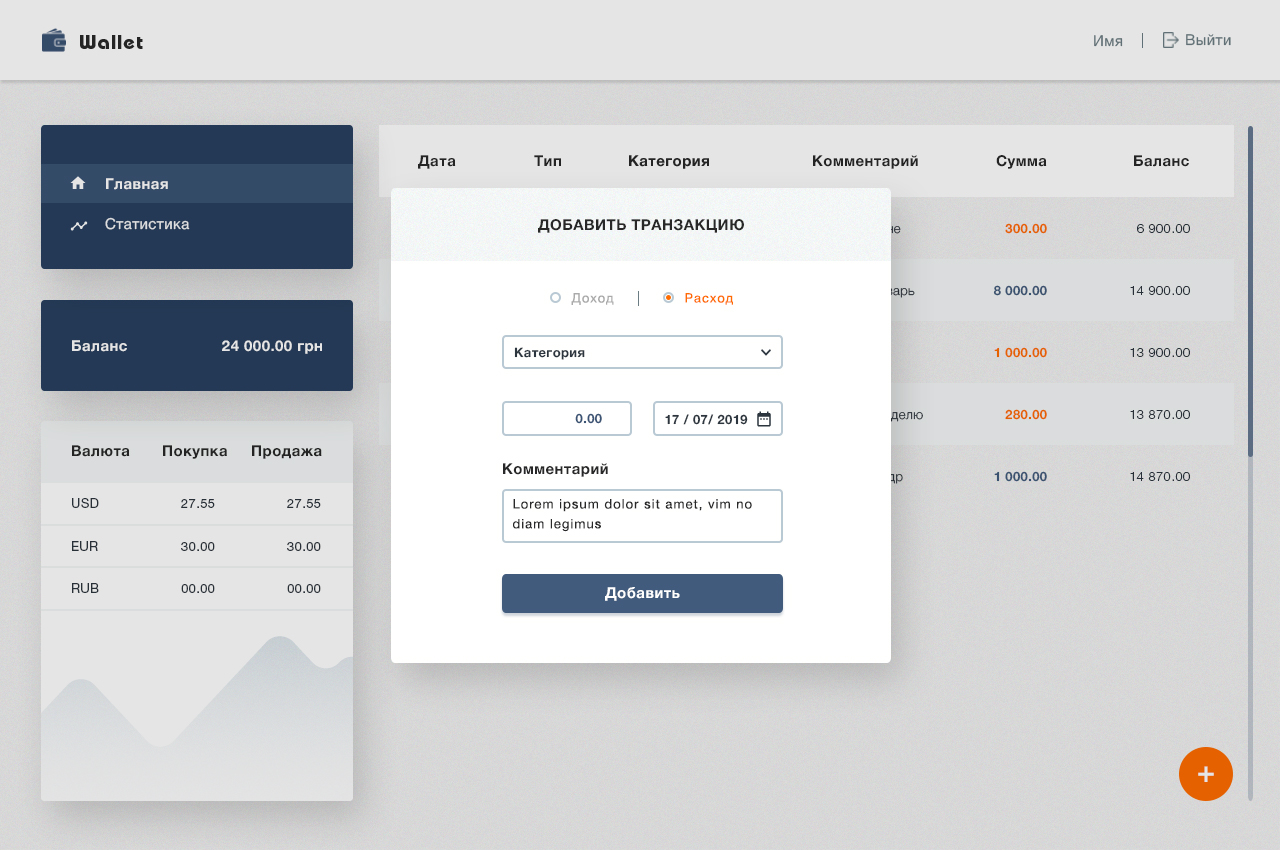 Wallet
Имя
Выйти
Главная
Статистика
Баланс 24 000.00 грн
Валюта Покупка Продажа
USD 27.55 27.55
EUR 30.00 30.00
RUB 00.00 00.00
Дата Тип Категория Комментарий Сумма Баланс
300.00 6 900.00
8 000.00 14 900.00
1 000.00 13 900.00
280.00 13 870.00
1 000.00 14 870.00
ДОБАВИТЬ ТРАНЗАКЦИЮ
Доход | Расход
Категория
0.00 17 / 07/ 2019
Комментарий
Lorem ipsum dolor sit amet, vim no
diam legimus
Добавить
+